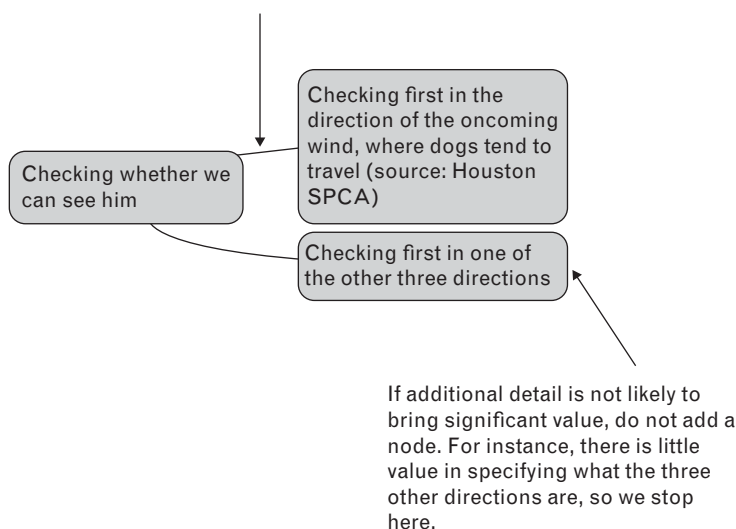 Checking first in the
direction of the oncoming
wind, where dogs tend to
travel (source: Houston
SPCA)
Checking whether we
can see him
Checking first in one of
the other three directions
If additional detail is not likely to
bring significant value, do not add a
node. For instance, there is little
value in specifying what the three
other directions are, so we stop
here.